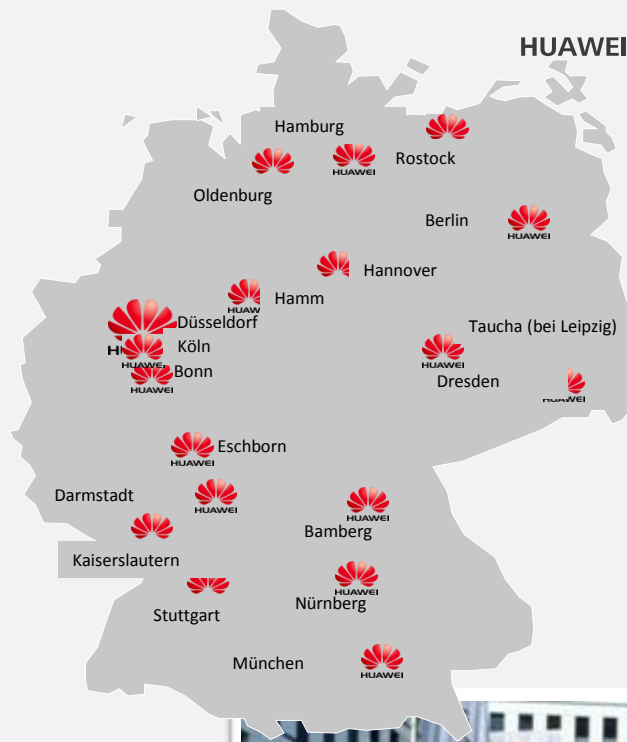 HUAWEI
Hamburg
Rostock
HUAWEI
Oldenburg
Berlin
HUAWEI
Hannover
Hamm
Düsseldorf
Taucha (bei Leipzig)
Köln
HUAWEI
HUAWEI
Bonn
HUAWEI
Dresden
Eschborn
HUAWEI
Darmstadt
HUAWEI
HUAWEI
Bamberg
Kaiserslautern
HUAWEI
Nürnberg
Stuttgart
München
HUAWEI